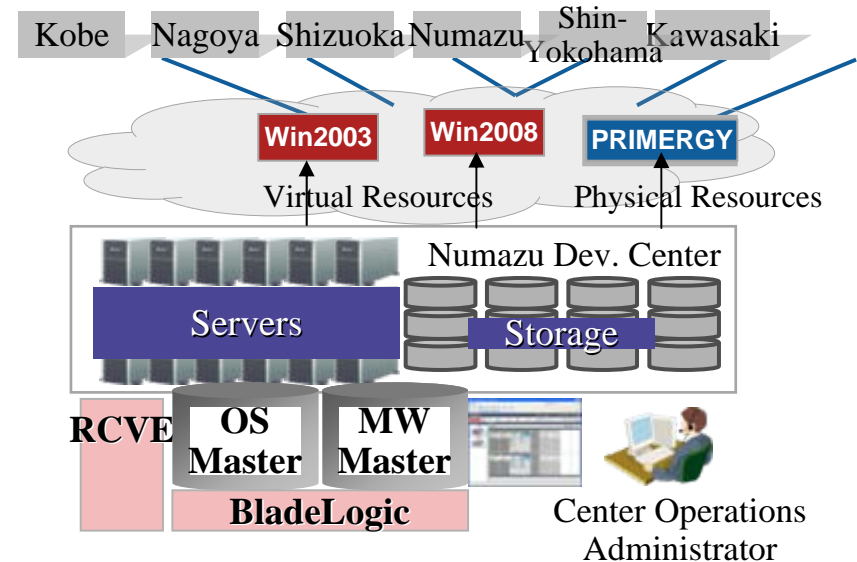 Kobe
Nagoya
Shizuoka
Numazu
Shin-
Yokohama
Kawasaki
Win2003
Win2008
PRIMERGY
Virtual Resources
Physical Resources
Numazu Dev. Center
Servers
Storage
RCVE
OS
Master
MW
Master
BladeLogic
Center Operations
Administrator